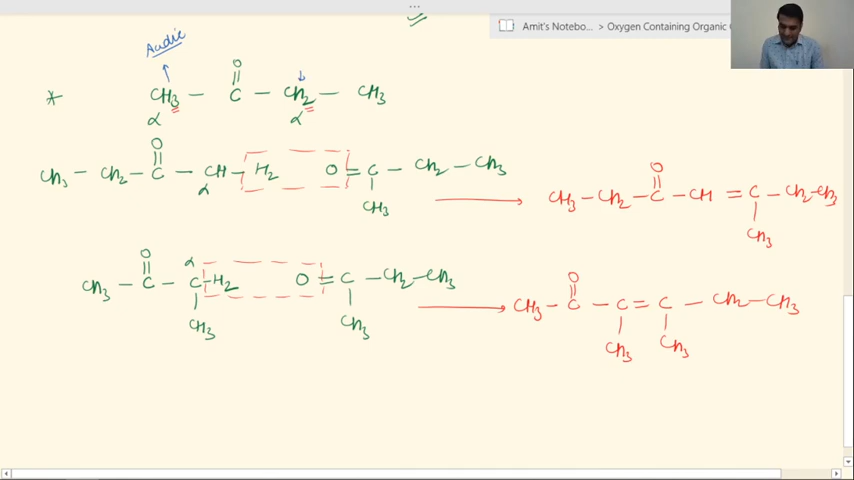 Amit's Notebo... > Oxygen Containing Organic
O
* CH3 — C — CH2 — CH3
α α
O
CH3 — CH2 — C — CH — H2 O = C — CH2 — CH3
α
CH3
O
CH3 — CH2 — C — CH = C — CH2 — CH3
CH3
O α
CH3 — C — C — H2 O = C — CH2 — CH3
CH3 CH3
O
CH3 — C — C = C — CH2 — CH3
CH3 CH3